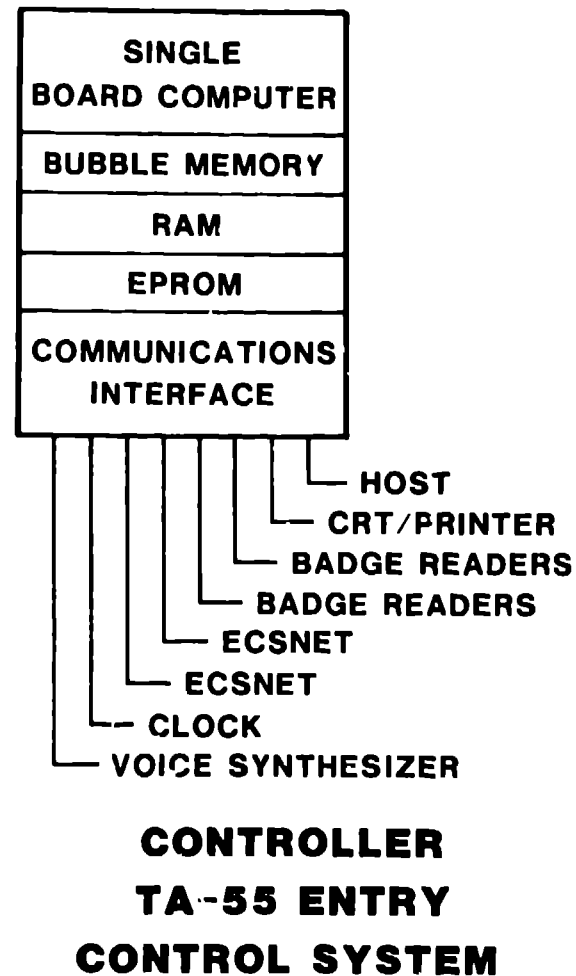 SINGLE
BOARD COMPUTER
BUBBLE MEMORY
RAM
EPROM
COMMUNICATIONS
INTERFACE
HOST
CRT/PRINTER
BADGE READERS
BADGE READERS
ECSNET
ECSNET
CLOCK
VOICE SYNTHESIZER
CONTROLLER
TA-55 ENTRY
CONTROL SYSTEM